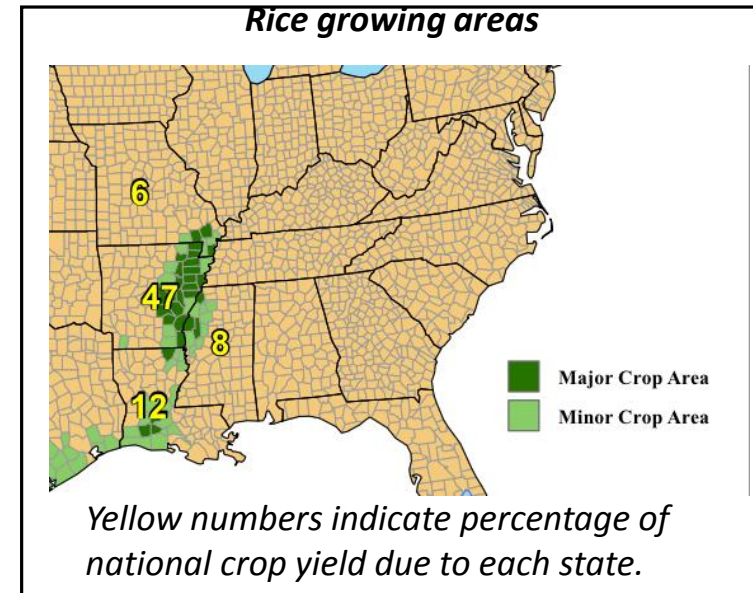 Rice growing areas
6
47
8
12
Major Crop Area
Minor Crop Area
Yellow numbers indicate percentage of
national crop yield due to each state.